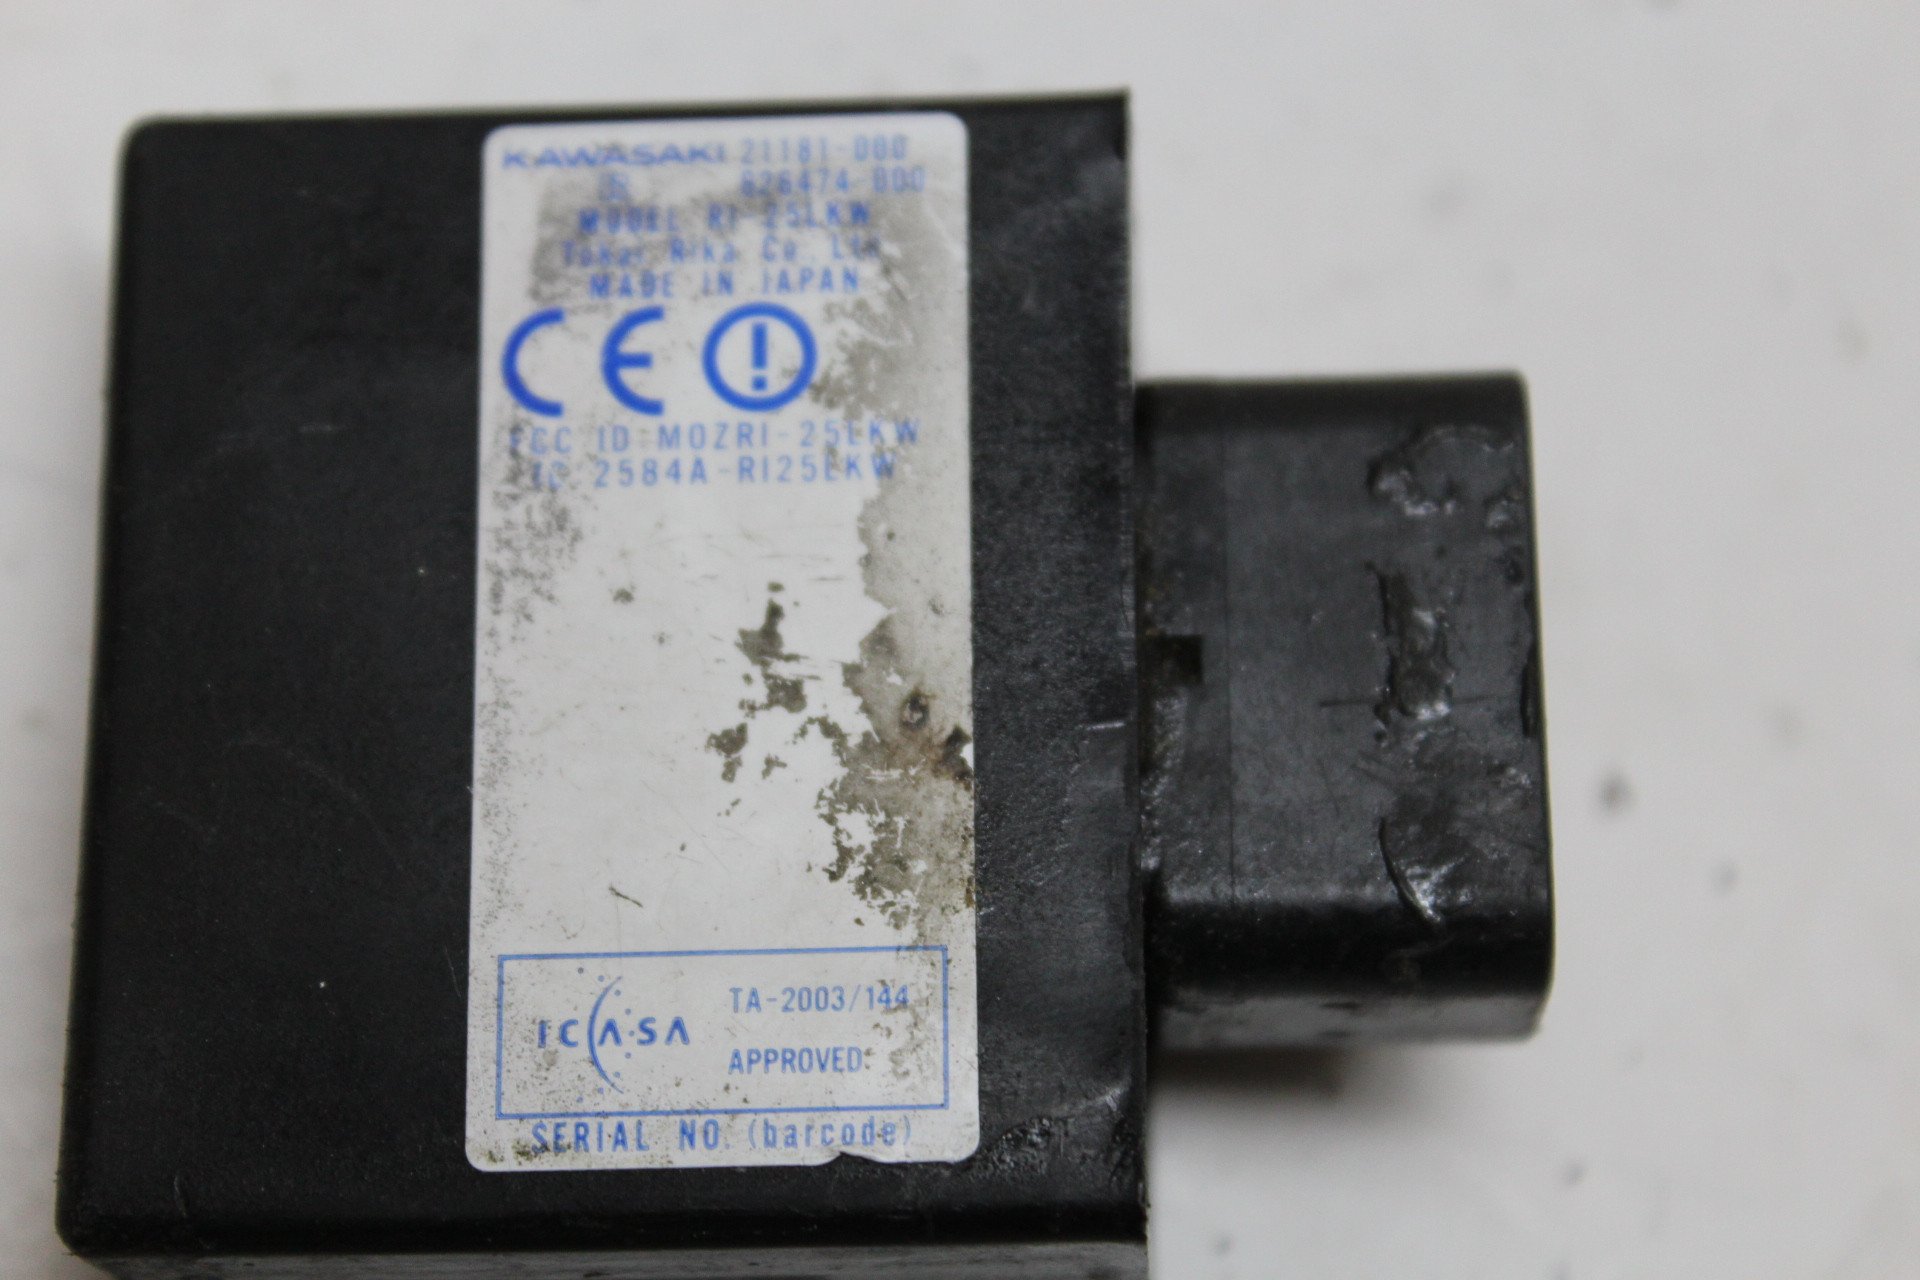 KAWASAKI 21181-000
626474-000
MODEL RI-25LKW
Tokai Rika Co., Ltd
MADE IN JAPAN
CE
FCC ID:MOZRI-25LKW
IC:2584A-RI25LKW
ICASA
TA-2003/144
APPROVED
SERIAL NO. (barcode)